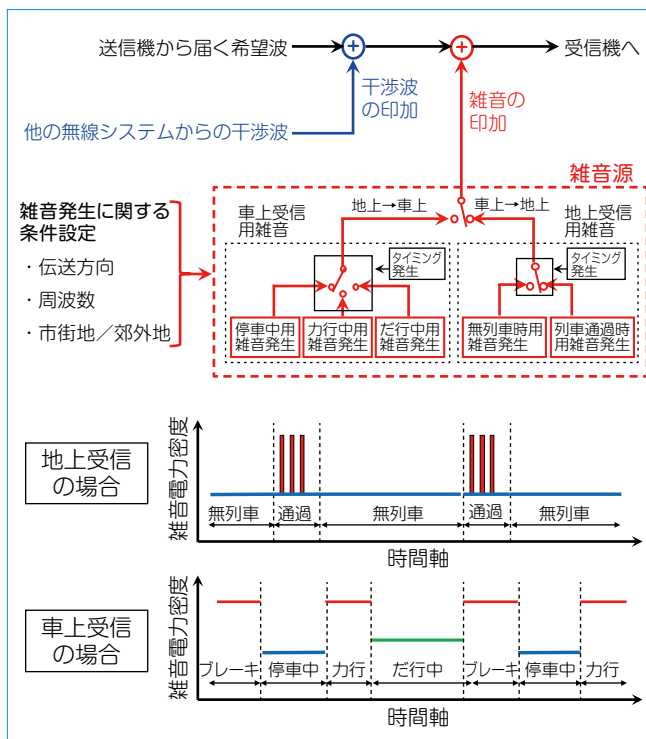 送信機から届く希望波
受信機へ
干渉波
の印加
雑音の
印加
他の無線システムからの干渉波
雑音源
雑音発生に関する
条件設定
・伝送方向
・周波数
・市街地／郊外地
車上受信
用雑音
地上→車上
車上→地上
地上受信
用雑音
タイミング
発生
タイミング
発生
停車中用
雑音発生
力行中用
雑音発生
だ行中用
雑音発生
無列車時用
雑音発生
列車通過時
用雑音発生
地上受信
の場合
雑音電力密度
無列車
通過
無列車
通過
無列車
時間軸
車上受信
の場合
雑音電力密度
ブレーキ
停車中
力行
だ行中
ブレーキ
停車中
力行
時間軸